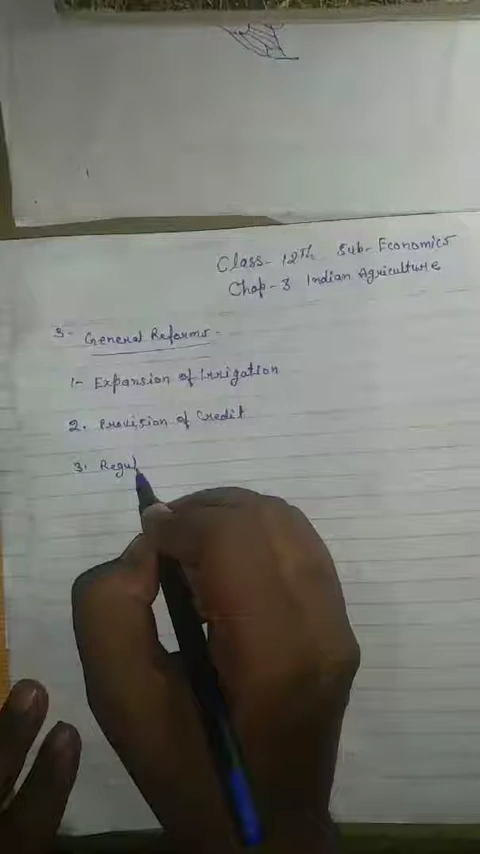 Class- 12th Sub- Economics
Chap- 3 Indian Agriculture
3- General Reforms-
1- Expansion of Irrigation
2. Provision of Credit
3. Regul